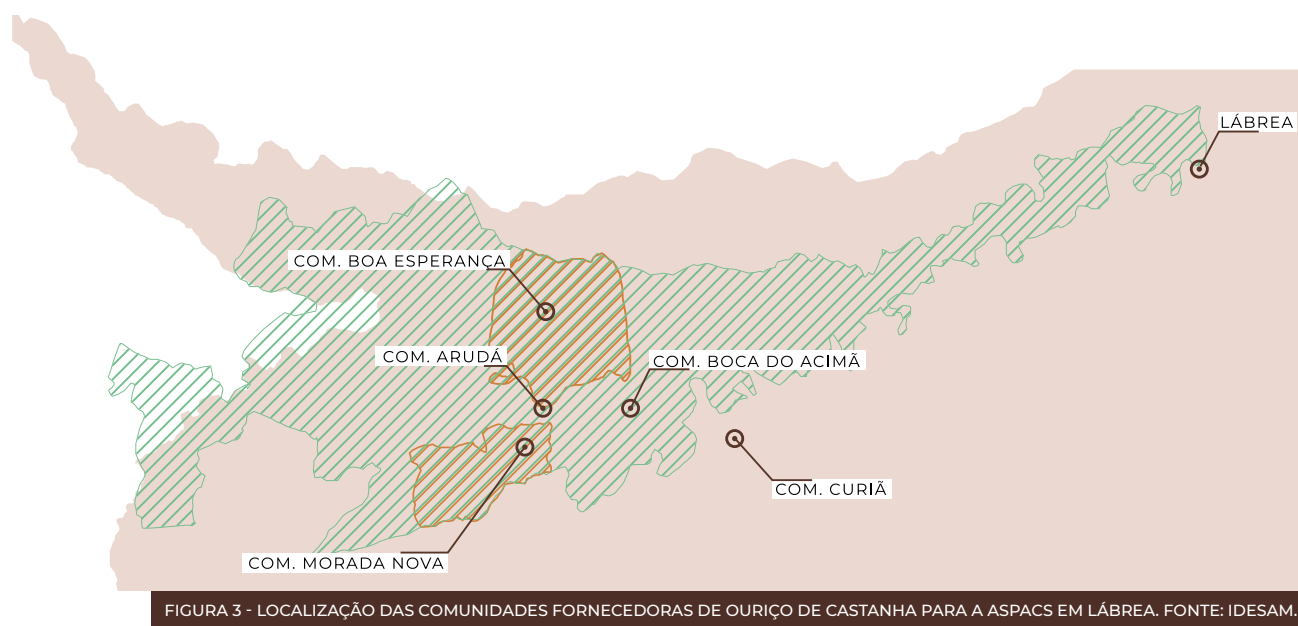 LÁBREA
COM. BOA ESPERANÇA
COM. ARUDÁ
COM. BOCA DO ACIMÃ
COM. CURIÃ
COM. MORADA NOVA
FIGURA 3 - LOCALIZAÇÃO DAS COMUNIDADES FORNECEDORAS DE OURIÇO DE CASTANHA PARA A ASPACS EM LÁBREA. FONTE: IDESAM.